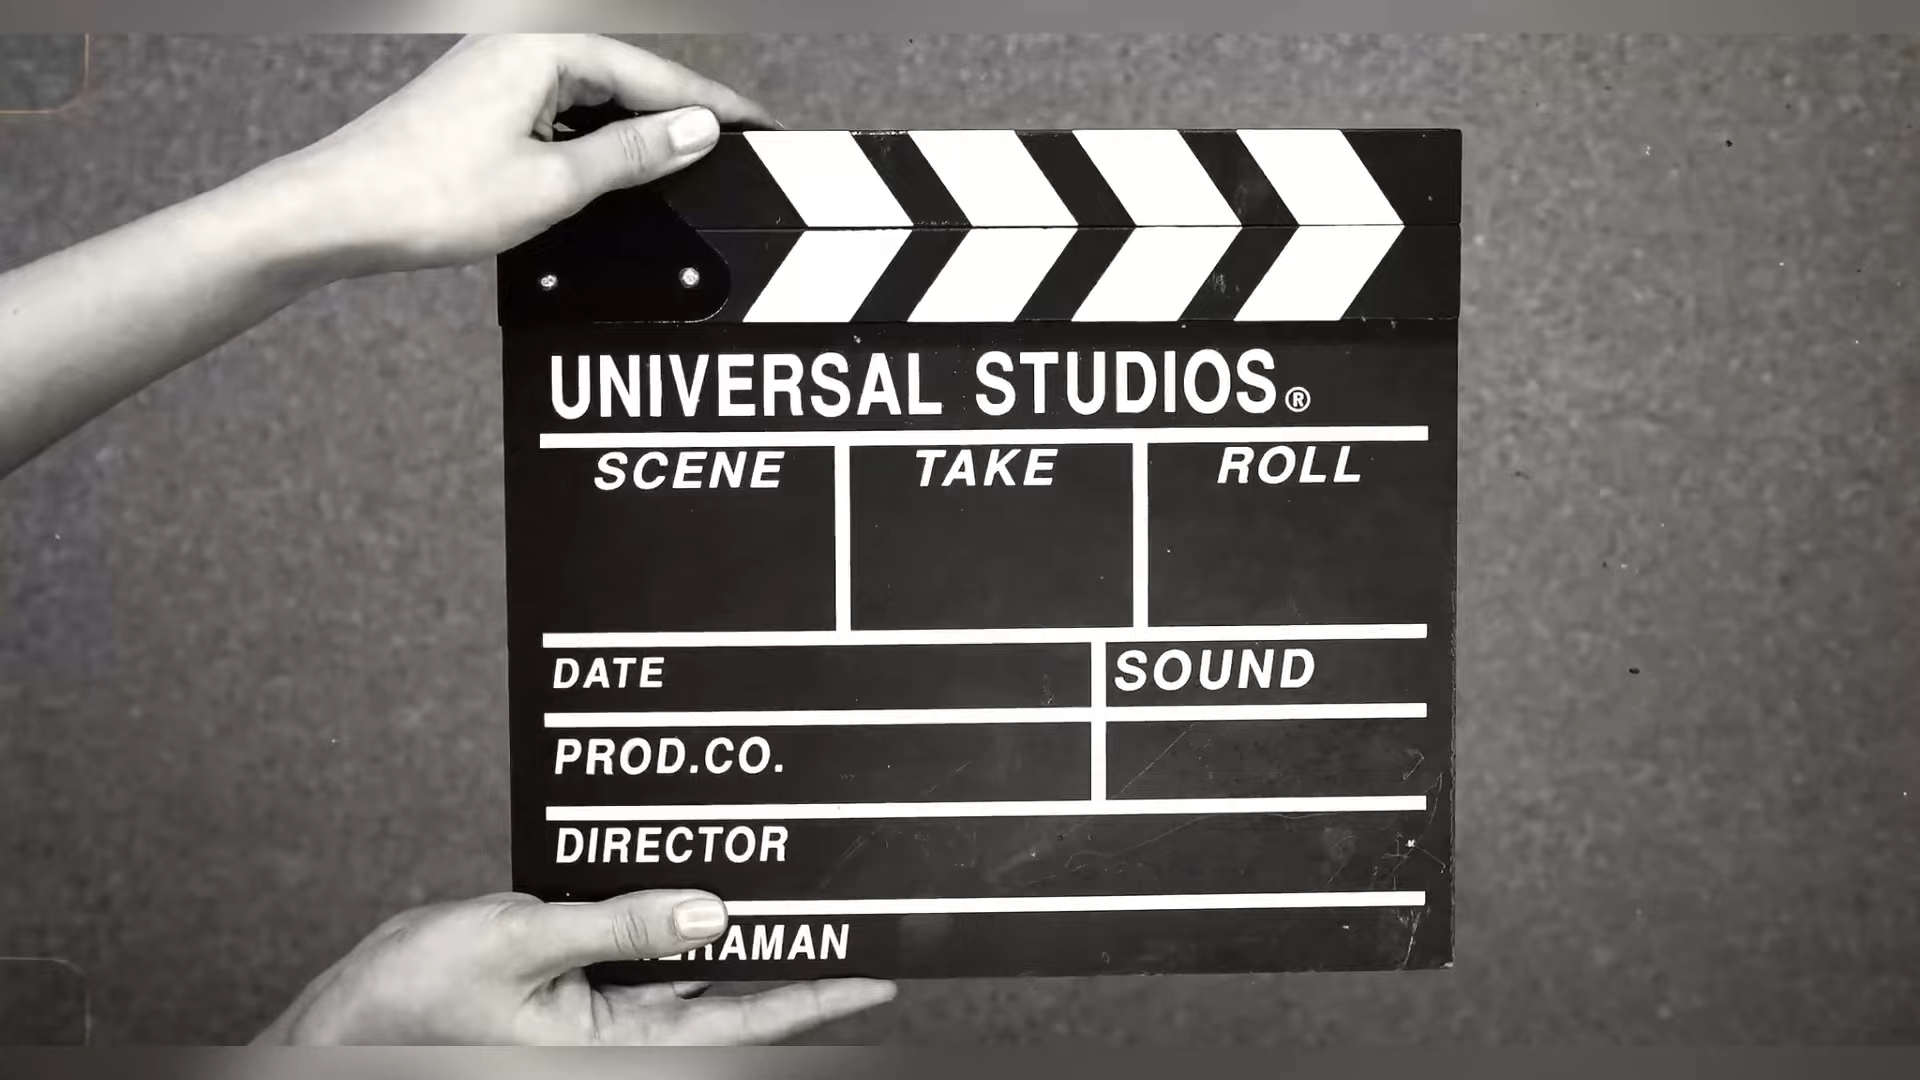 UNIVERSAL STUDIOS®
SCENE TAKE ROLL
DATE SOUND
PROD.CO.
DIRECTOR